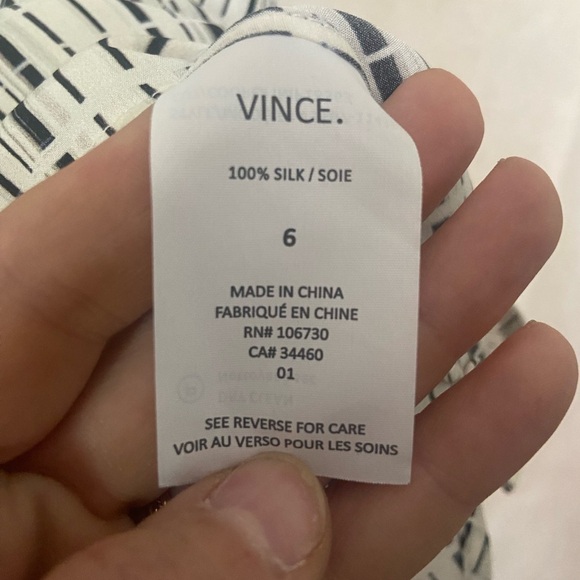 VINCE.
100% SILK / SOIE
6
MADE IN CHINA
FABRIQUÉ EN CHINE
RN# 106730
CA# 34460
01
SEE REVERSE FOR CARE
VOIR AU VERSO POUR LES SOINS